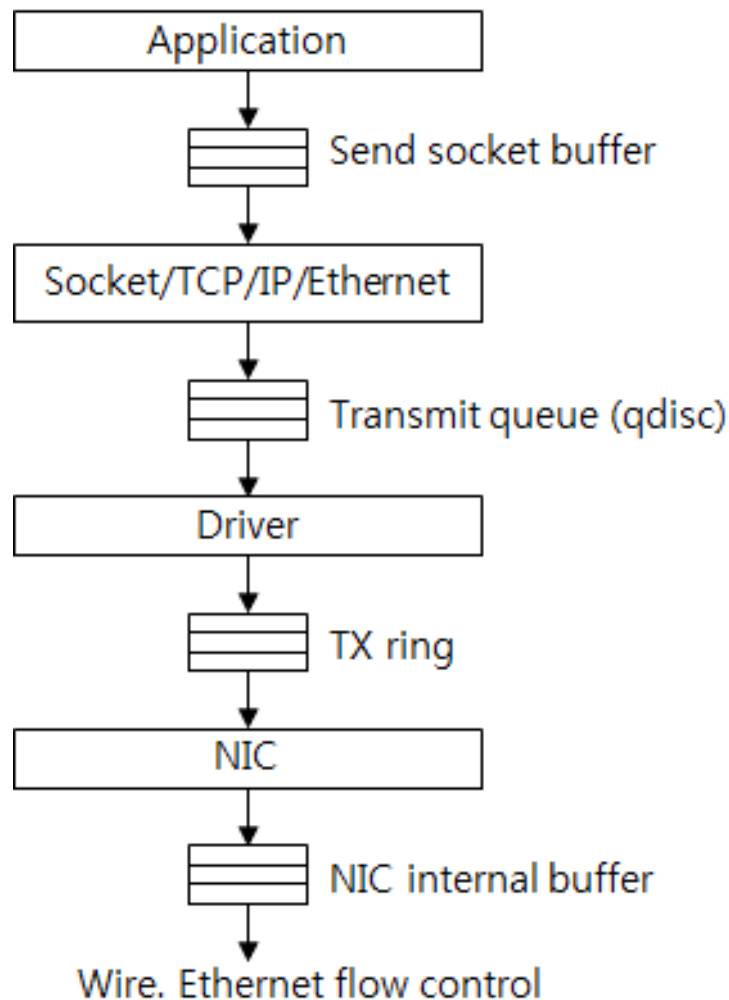 Application
Send socket buffer
Socket/TCP/IP/Ethernet
Transmit queue (qdisc)
Driver
TX ring
NIC
NIC internal buffer
Wire. Ethernet flow control